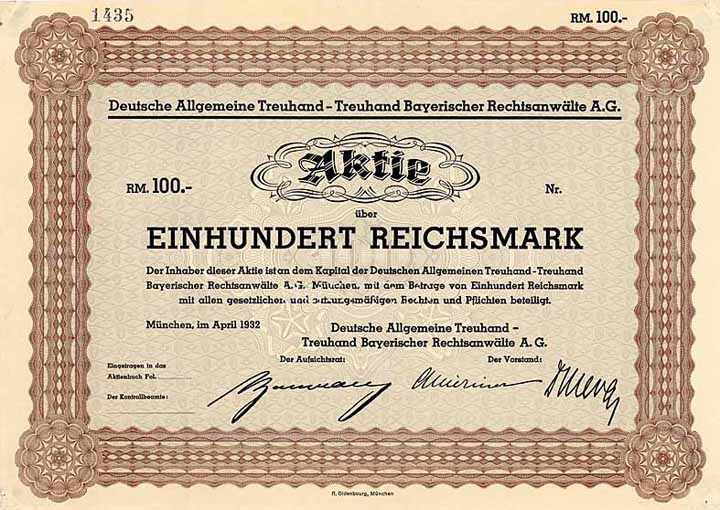 1435
RM. 100.-
Deutsche Allgemeine Treuhand – Treuhand Bayerischer Rechtsanwälte A.G.
Aktie
RM. 100.-
Nr.
über
EINHUNDERT REICHSMARK
Der Inhaber dieser Aktie ist an dem Kapital der Deutschen Allgemeinen Treuhand-Treuhand
Bayerischer Rechtsanwälte A.G. München, mit dem Betrage von Einhundert Reichsmark
mit allen gesetzlichen und satzungsmäßigen Rechten und Pflichten beteiligt.
München, im April 1932
Deutsche Allgemeine Treuhand –
Treuhand Bayerischer Rechtsanwälte A. G.
Eingetragen in das
Aktienbuch Fol.
Der Aufsichtsrat:
Der Vorstand:
Der Kontrollbeamte:
R. Oldenbourg, München